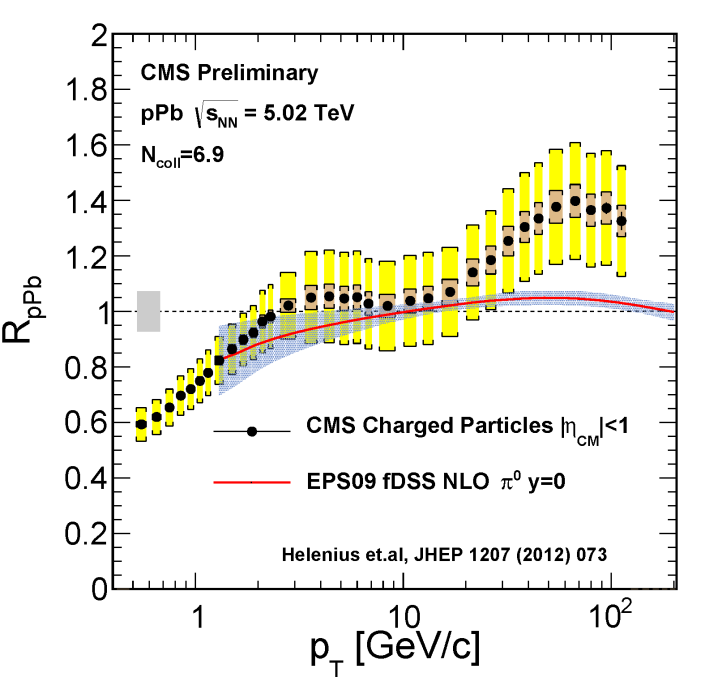 CMS Preliminary
pPb √sNN = 5.02 TeV
Ncoll=6.9
CMS Charged Particles |ηCM|<1
EPS09 fDSS NLO π⁰ y=0
Helenius et.al, JHEP 1207 (2012) 073
RpPb
2
1.8
1.6
1.4
1.2
1
0.8
0.6
0.4
0.2
0
1
10
10²
pT [GeV/c]